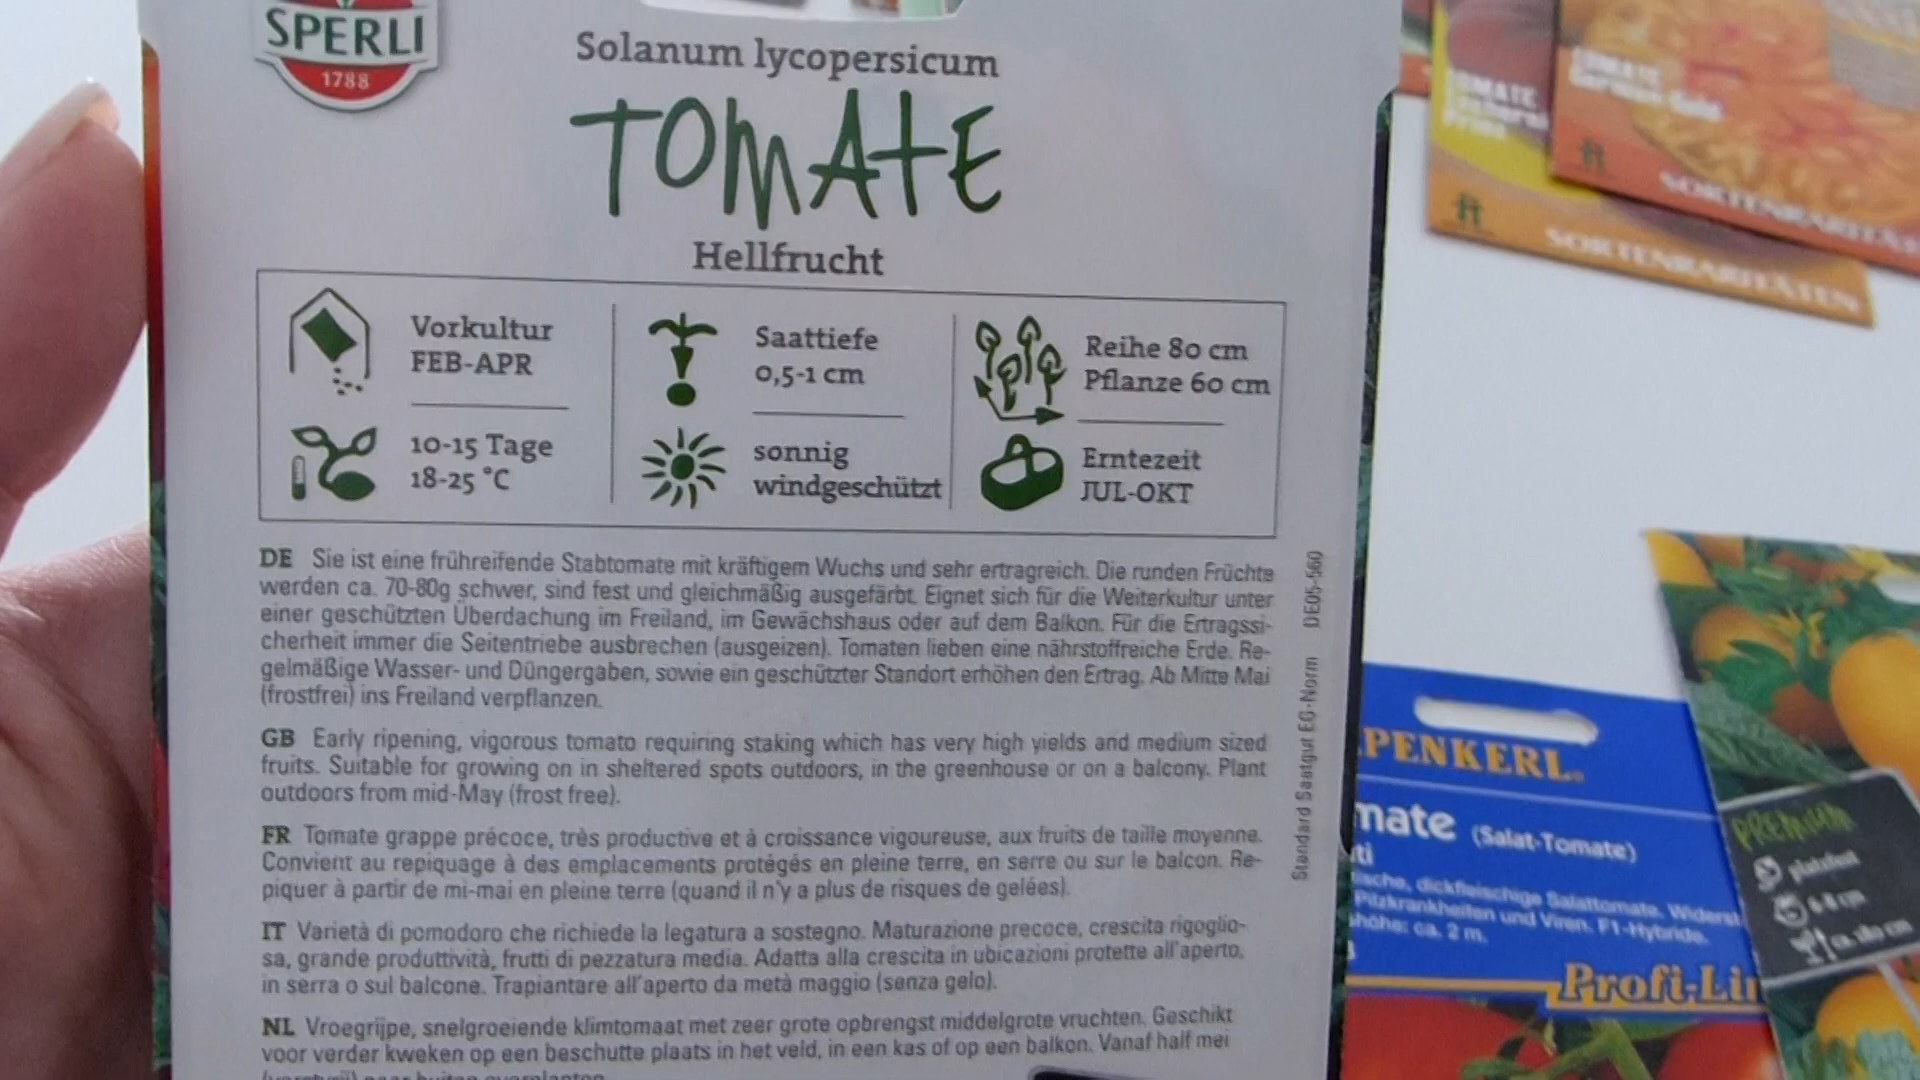 SPERLI
1788
Solanum lycopersicum
TOMATE
Hellfrucht
Vorkultur
FEB-APR
Saattiefe
0,5-1 cm
Reihe 80 cm
Pflanze 60 cm
10-15 Tage
18-25 °C
sonnig
windgeschützt
Erntezeit
JUL-OKT
DE Sie ist eine frühreifende Stabtomate mit kräftigem Wuchs und sehr ertragreich. Die runden Früchte
werden ca. 70-80g schwer, sind fest und gleichmäßig ausgefärbt. Eignet sich für die Weiterkultur unter
einer geschützten Überdachung im Freiland, im Gewächshaus oder auf dem Balkon. Für die Ertragssi-
cherheit immer die Seitentriebe ausbrechen (ausgeizen). Tomaten lieben eine nährstoffreiche Erde. Re-
gelmäßige Wasser- und Düngergaben, sowie ein geschützter Standort erhöhen den Ertrag. Ab Mitte Mai
(frostfrei) ins Freiland verpflanzen.
GB Early ripening, vigorous tomato requiring staking which has very high yields and medium sized
fruits. Suitable for growing on in sheltered spots outdoors, in the greenhouse or on a balcony. Plant
outdoors from mid-May (frost free).
FR Tomate grappe précoce, très productive et à croissance vigoureuse, aux fruits de taille moyenne.
Convient au repiquage à des emplacements protégés en pleine terre, en serre ou sur le balcon. Re-
piquer à partir de mi-mai en pleine terre (quand il n'y a plus de risques de gelées).
IT Varietà di pomodoro che richiede la legatura a sostegno. Maturazione precoce, crescita rigoglio-
sa, grande produttività, frutti di pezzatura media. Adatta alla crescita in ubicazioni protette all'aperto,
in serra o sul balcone. Trapiantare all'aperto da metà maggio (senza gelo).
NL Vroegrijpe, snelgroeiende klimtomaat met zeer grote opbrengst middelgrote vruchten. Geschikt
voor verder kweken op een beschutte plaats in het veld, in een kas of op een balkon. Vanaf half mei
Standard Saatgut EG-Norm DE05-560
TOMATE
TOMATE
German Gold
SORTENRARITÄTEN
SORTENRARITÄTEN
PENKERL
mate (Salat-Tomate)
ti
sche, dickfleischige Salattomate. Widerst
Pilzkrankheiten und Viren. F1-Hybride.
höhe: ca. 2 m.
Profi-Lin
PREMIUM